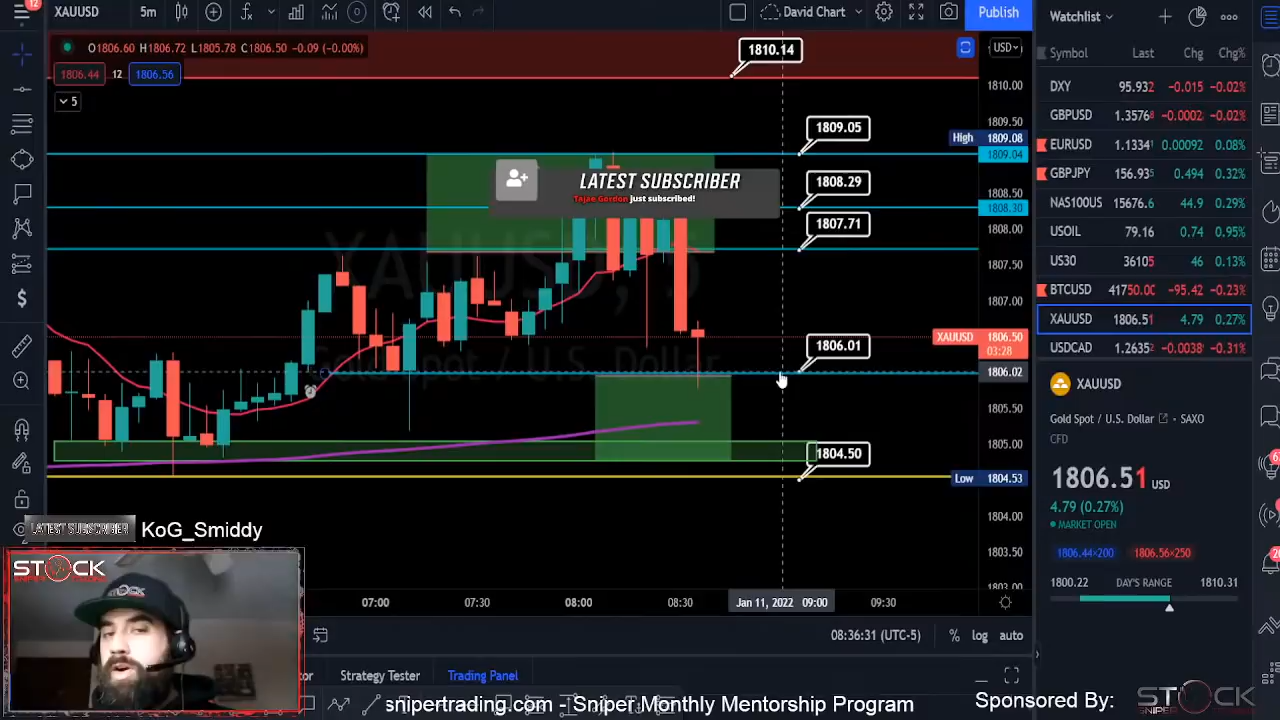 12
XAUUSD
5m
David Chart
Publish
O1806.60 H1806.72 L1805.78 C1806.50 -0.09 (-0.00%)
1806.44
12
1806.56
5
1810.14
1809.05
1808.29
1807.71
1806.01
1804.50
LATEST SUBSCRIBER
Tajae Gordon just subscribed!
XAUUSD, 5
Gold Spot / U.S. Dollar
USD
1810.00
1809.50
High 1809.08
1809.04
1808.50
1808.30
1808.00
1807.50
1807.00
XAUUSD 1806.50
03:28
1806.02
1805.50
1805.00
Low 1804.53
1804.00
1803.50
1803.00
07:00
07:30
08:00
08:30
Jan 11, 2022 09:00
09:30
08:36:31 (UTC-5)
%
log
auto
Strategy Tester
Trading Panel
Watchlist
Symbol Last Chg Chg%
DXY 95.932 -0.015 -0.02%
GBPUSD 1.3576 -0.0002 -0.02%
EURUSD 1.1334 0.00092 0.08%
GBPJPY 156.935 0.494 0.32%
NAS100US 15676.6 44.9 0.29%
USOIL 79.16 0.74 0.95%
US30 36105 46 0.13%
BTCUSD 41750.00 -95.42 -0.23%
XAUUSD 1806.51 4.79 0.27%
USDCAD 1.2635 -0.0038 -0.31%
XAUUSD
Gold Spot / U.S. Dollar • SAXO
CFD
1806.51 USD
4.79 (0.27%)
MARKET OPEN
1806.44×200 1806.56×250
1800.22 DAY'S RANGE 1810.31
LATEST SUBSCRIBER
KoG_Smiddy
STOCK
snipertrading.com - Sniper Monthly Mentorship Program
Sponsored By:
STOCK